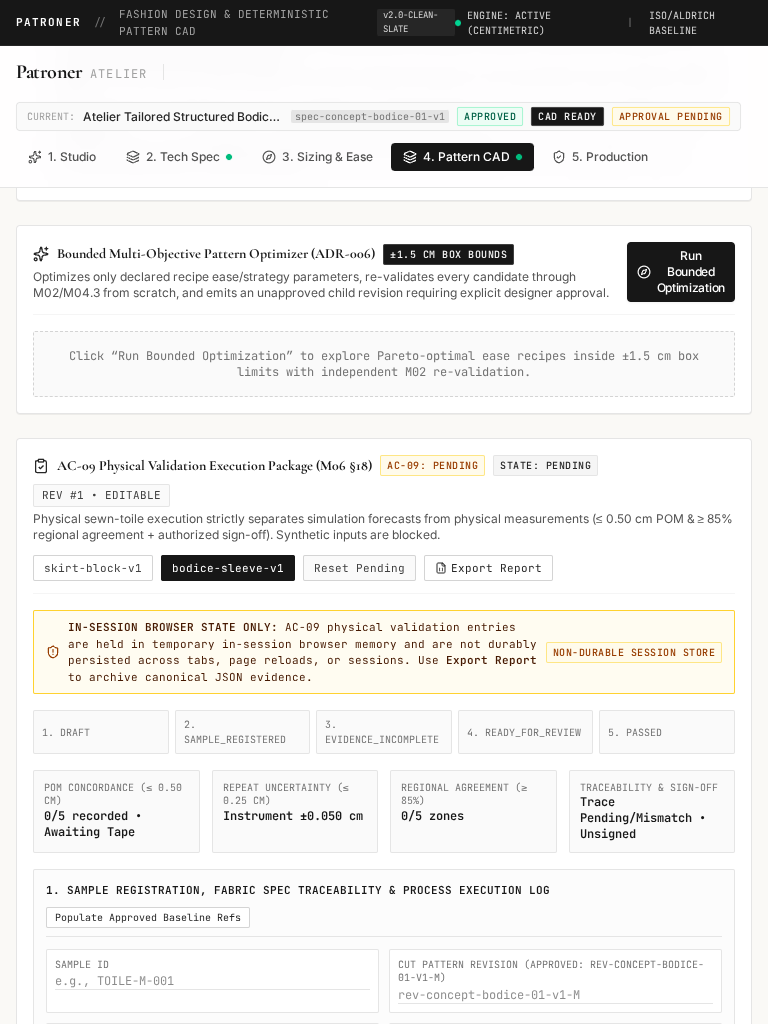 PATRONER // FASHION DESIGN & DETERMINISTIC PATTERN CAD v2.0-CLEAN-SLATE ENGINE: ACTIVE (CENTIMETRIC) | ISO/ALDRICH BASELINE
Patroner ATELIER
CURRENT: Atelier Tailored Structured Bodic... spec-concept-bodice-01-v1 APPROVED CAD READY APPROVAL PENDING
1. Studio 2. Tech Spec 3. Sizing & Ease 4. Pattern CAD 5. Production
Bounded Multi-Objective Pattern Optimizer (ADR-006) ±1.5 CM BOX BOUNDS
Optimizes only declared recipe ease/strategy parameters, re-validates every candidate through
M02/M04.3 from scratch, and emits an unapproved child revision requiring explicit designer approval.
Run
Bounded
Optimization
Click “Run Bounded Optimization” to explore Pareto-optimal ease recipes inside ±1.5 cm box
limits with independent M02 re-validation.
AC-09 Physical Validation Execution Package (M06 §18) AC-09: PENDING STATE: PENDING
REV #1 • EDITABLE
Physical sewn-toile execution strictly separates simulation forecasts from physical measurements (≤ 0.50 cm POM & ≥ 85%
regional agreement + authorized sign-off). Synthetic inputs are blocked.
skirt-block-v1 bodice-sleeve-v1 Reset Pending Export Report
IN-SESSION BROWSER STATE ONLY: AC-09 physical validation entries
are held in temporary in-session browser memory and are not durably
persisted across tabs, page reloads, or sessions. Use Export Report
to archive canonical JSON evidence.
NON-DURABLE SESSION STORE
1. DRAFT
2.
SAMPLE_REGISTERED
3.
EVIDENCE_INCOMPLETE
4. READY_FOR_REVIEW
5. PASSED
POM CONCORDANCE (≤ 0.50
CM)
0/5 recorded •
Awaiting Tape
REPEAT UNCERTAINTY (≤
0.25 CM)
Instrument ±0.050 cm
REGIONAL AGREEMENT (≥
85%)
0/5 zones
TRACEABILITY & SIGN-OFF
Trace
Pending/Mismatch •
Unsigned
1. SAMPLE REGISTRATION, FABRIC SPEC TRACEABILITY & PROCESS EXECUTION LOG
Populate Approved Baseline Refs
SAMPLE ID
e.g., TOILE-M-001
CUT PATTERN REVISION (APPROVED: REV-CONCEPT-BODICE-
01-V1-M)
rev-concept-bodice-01-v1-M